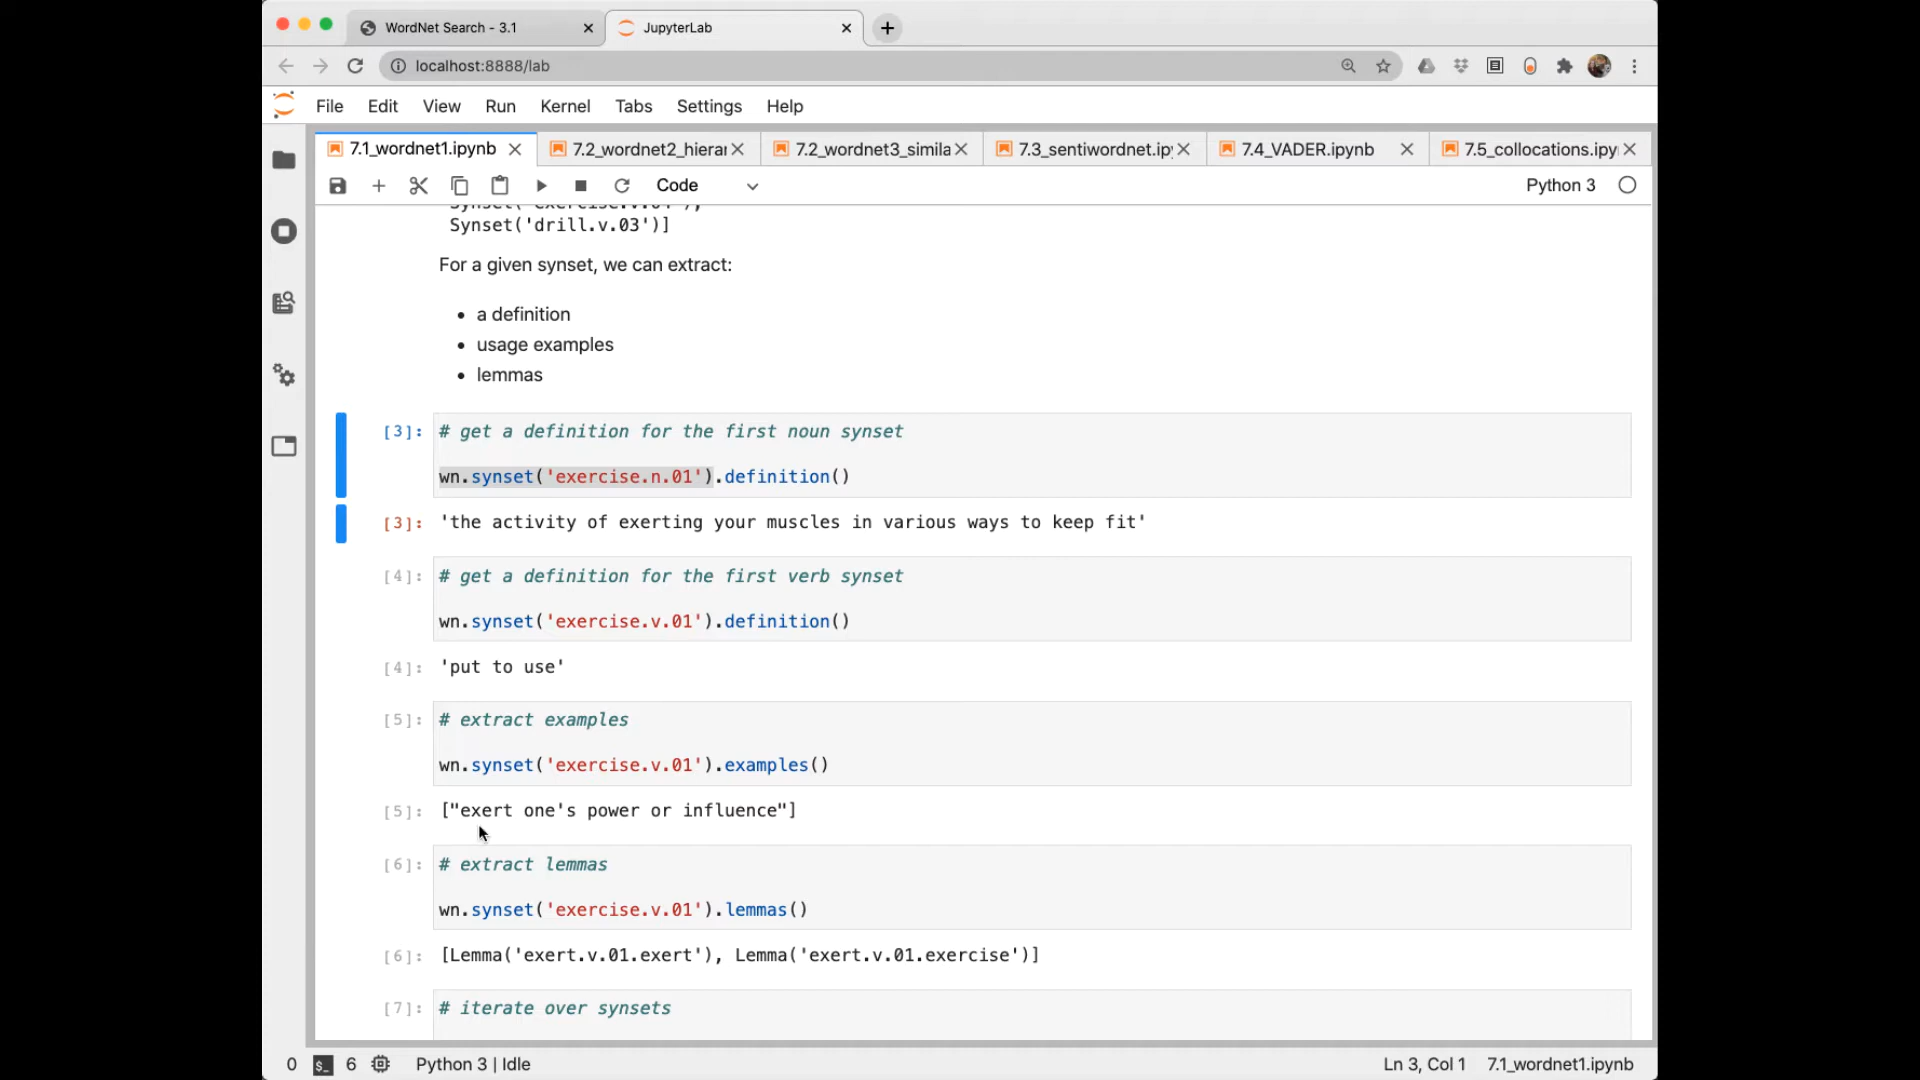 WordNet Search - 3.1
JupyterLab
localhost:8888/lab
File Edit View Run Kernel Tabs Settings Help
7.1_wordnet1.ipynb
7.2_wordnet2_hierar
7.2_wordnet3_simila
7.3_sentiwordnet.ip
7.4_VADER.ipynb
7.5_collocations.ipy
Code
Python 3
Synset('exercise.v.04'),
Synset('drill.v.03')]
For a given synset, we can extract:
• a definition
• usage examples
• lemmas
[3]: # get a definition for the first noun synset
wn.synset('exercise.n.01').definition()
[3]: 'the activity of exerting your muscles in various ways to keep fit'
[4]: # get a definition for the first verb synset
wn.synset('exercise.v.01').definition()
[4]: 'put to use'
[5]: # extract examples
wn.synset('exercise.v.01').examples()
[5]: ["exert one's power or influence"]
[6]: # extract lemmas
wn.synset('exercise.v.01').lemmas()
[6]: [Lemma('exert.v.01.exert'), Lemma('exert.v.01.exercise')]
[7]: # iterate over synsets
0 $_ 6 Python 3 | Idle Ln 3, Col 1 7.1_wordnet1.ipynb